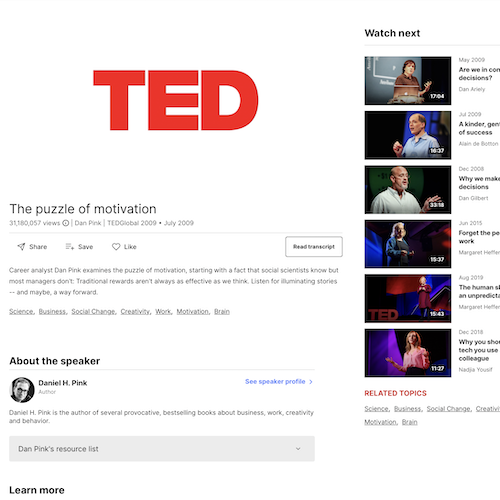 TED
The puzzle of motivation
31,180,057 views | Dan Pink | TEDGlobal 2009 • July 2009
Share Save Like Read transcript
Career analyst Dan Pink examines the puzzle of motivation, starting with a fact that social scientists know but
most managers don't: Traditional rewards aren't always as effective as we think. Listen for illuminating stories
-- and maybe, a way forward.
Science, Business, Social Change, Creativity, Work, Motivation, Brain
About the speaker
Daniel H. Pink
Author
See speaker profile
Daniel H. Pink is the author of several provocative, bestselling books about business, work, creativity
and behavior.
Dan Pink's resource list
Learn more
Watch next
17:04
May 2009
Are we in con
decisions?
Dan Ariely
16:37
Jul 2009
A kinder, gen
of success
Alain de Botton
33:18
Dec 2008
Why we make
decisions
Dan Gilbert
15:37
Jun 2015
Forget the pe
work
Margaret Heffer
15:43
Aug 2019
The human sk
an unpredicta
Margaret Heffer
11:27
Dec 2018
Why you shou
tech you use
colleague
Nadjia Yousif
RELATED TOPICS
Science, Business, Social Change, Creativi
Motivation, Brain